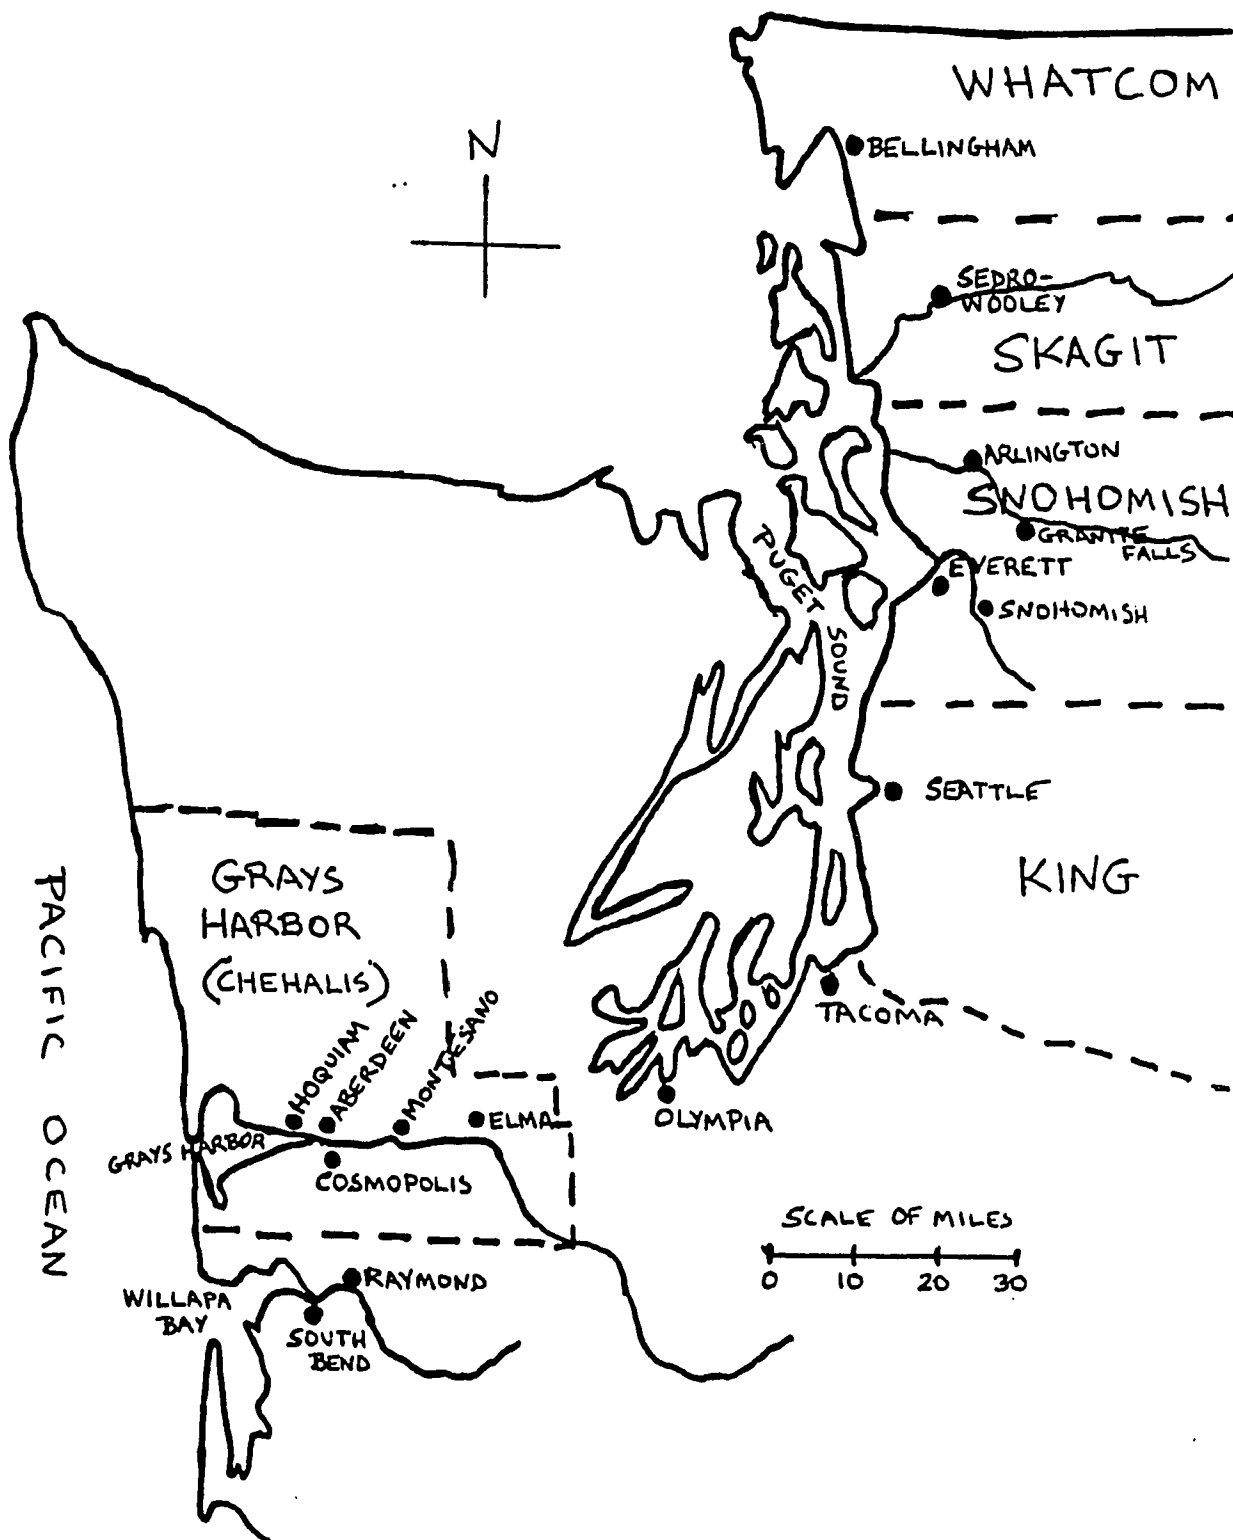 WHATCOM
N
BELLINGHAM
SEDRO-
WOOLEY
SKAGIT
ARLINGTON
SNOHOMISH
GRANITE
FALLS
EVERETT
SNOHOMISH
PUGET
SOUND
SEATTLE
KING
GRAYS
HARBOR
(CHEHALIS)
PACIFIC OCEAN
HOQUIAM
ABERDEEN
MONTESANO
ELMA
TACOMA
OLYMPIA
GRAYS HARBOR
COSMOPOLIS
SCALE OF MILES
0 10 20 30
RAYMOND
WILLAPA
BAY
SOUTH
BEND